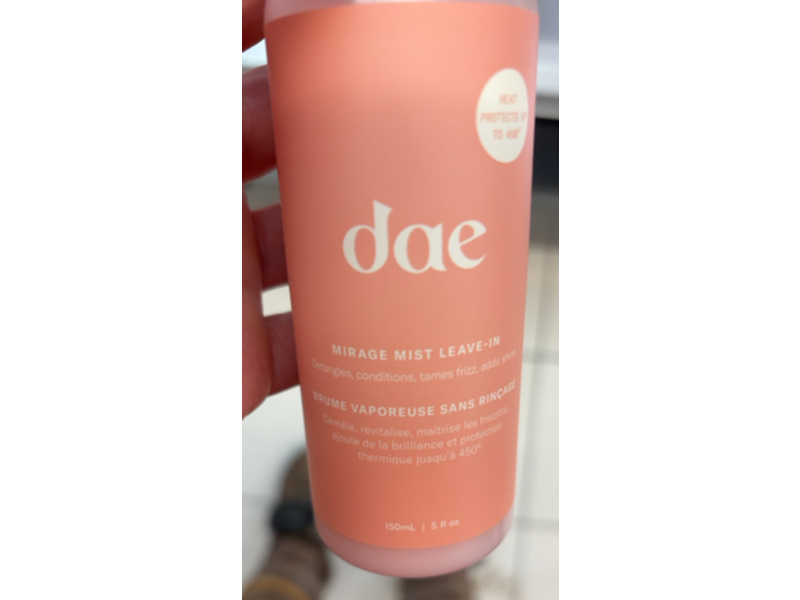 HEAT
PROTECTS UP
TO 450°
dae
MIRAGE MIST LEAVE-IN
Detangles, conditions, tames frizz, adds shine
BRUME VAPOREUSE SANS RINÇAGE
Démêle, revitalise, maîtrise les frisottis,
ajoute de la brillance et protection
thermique jusqu'à 450°
150mL | 5 fl oz